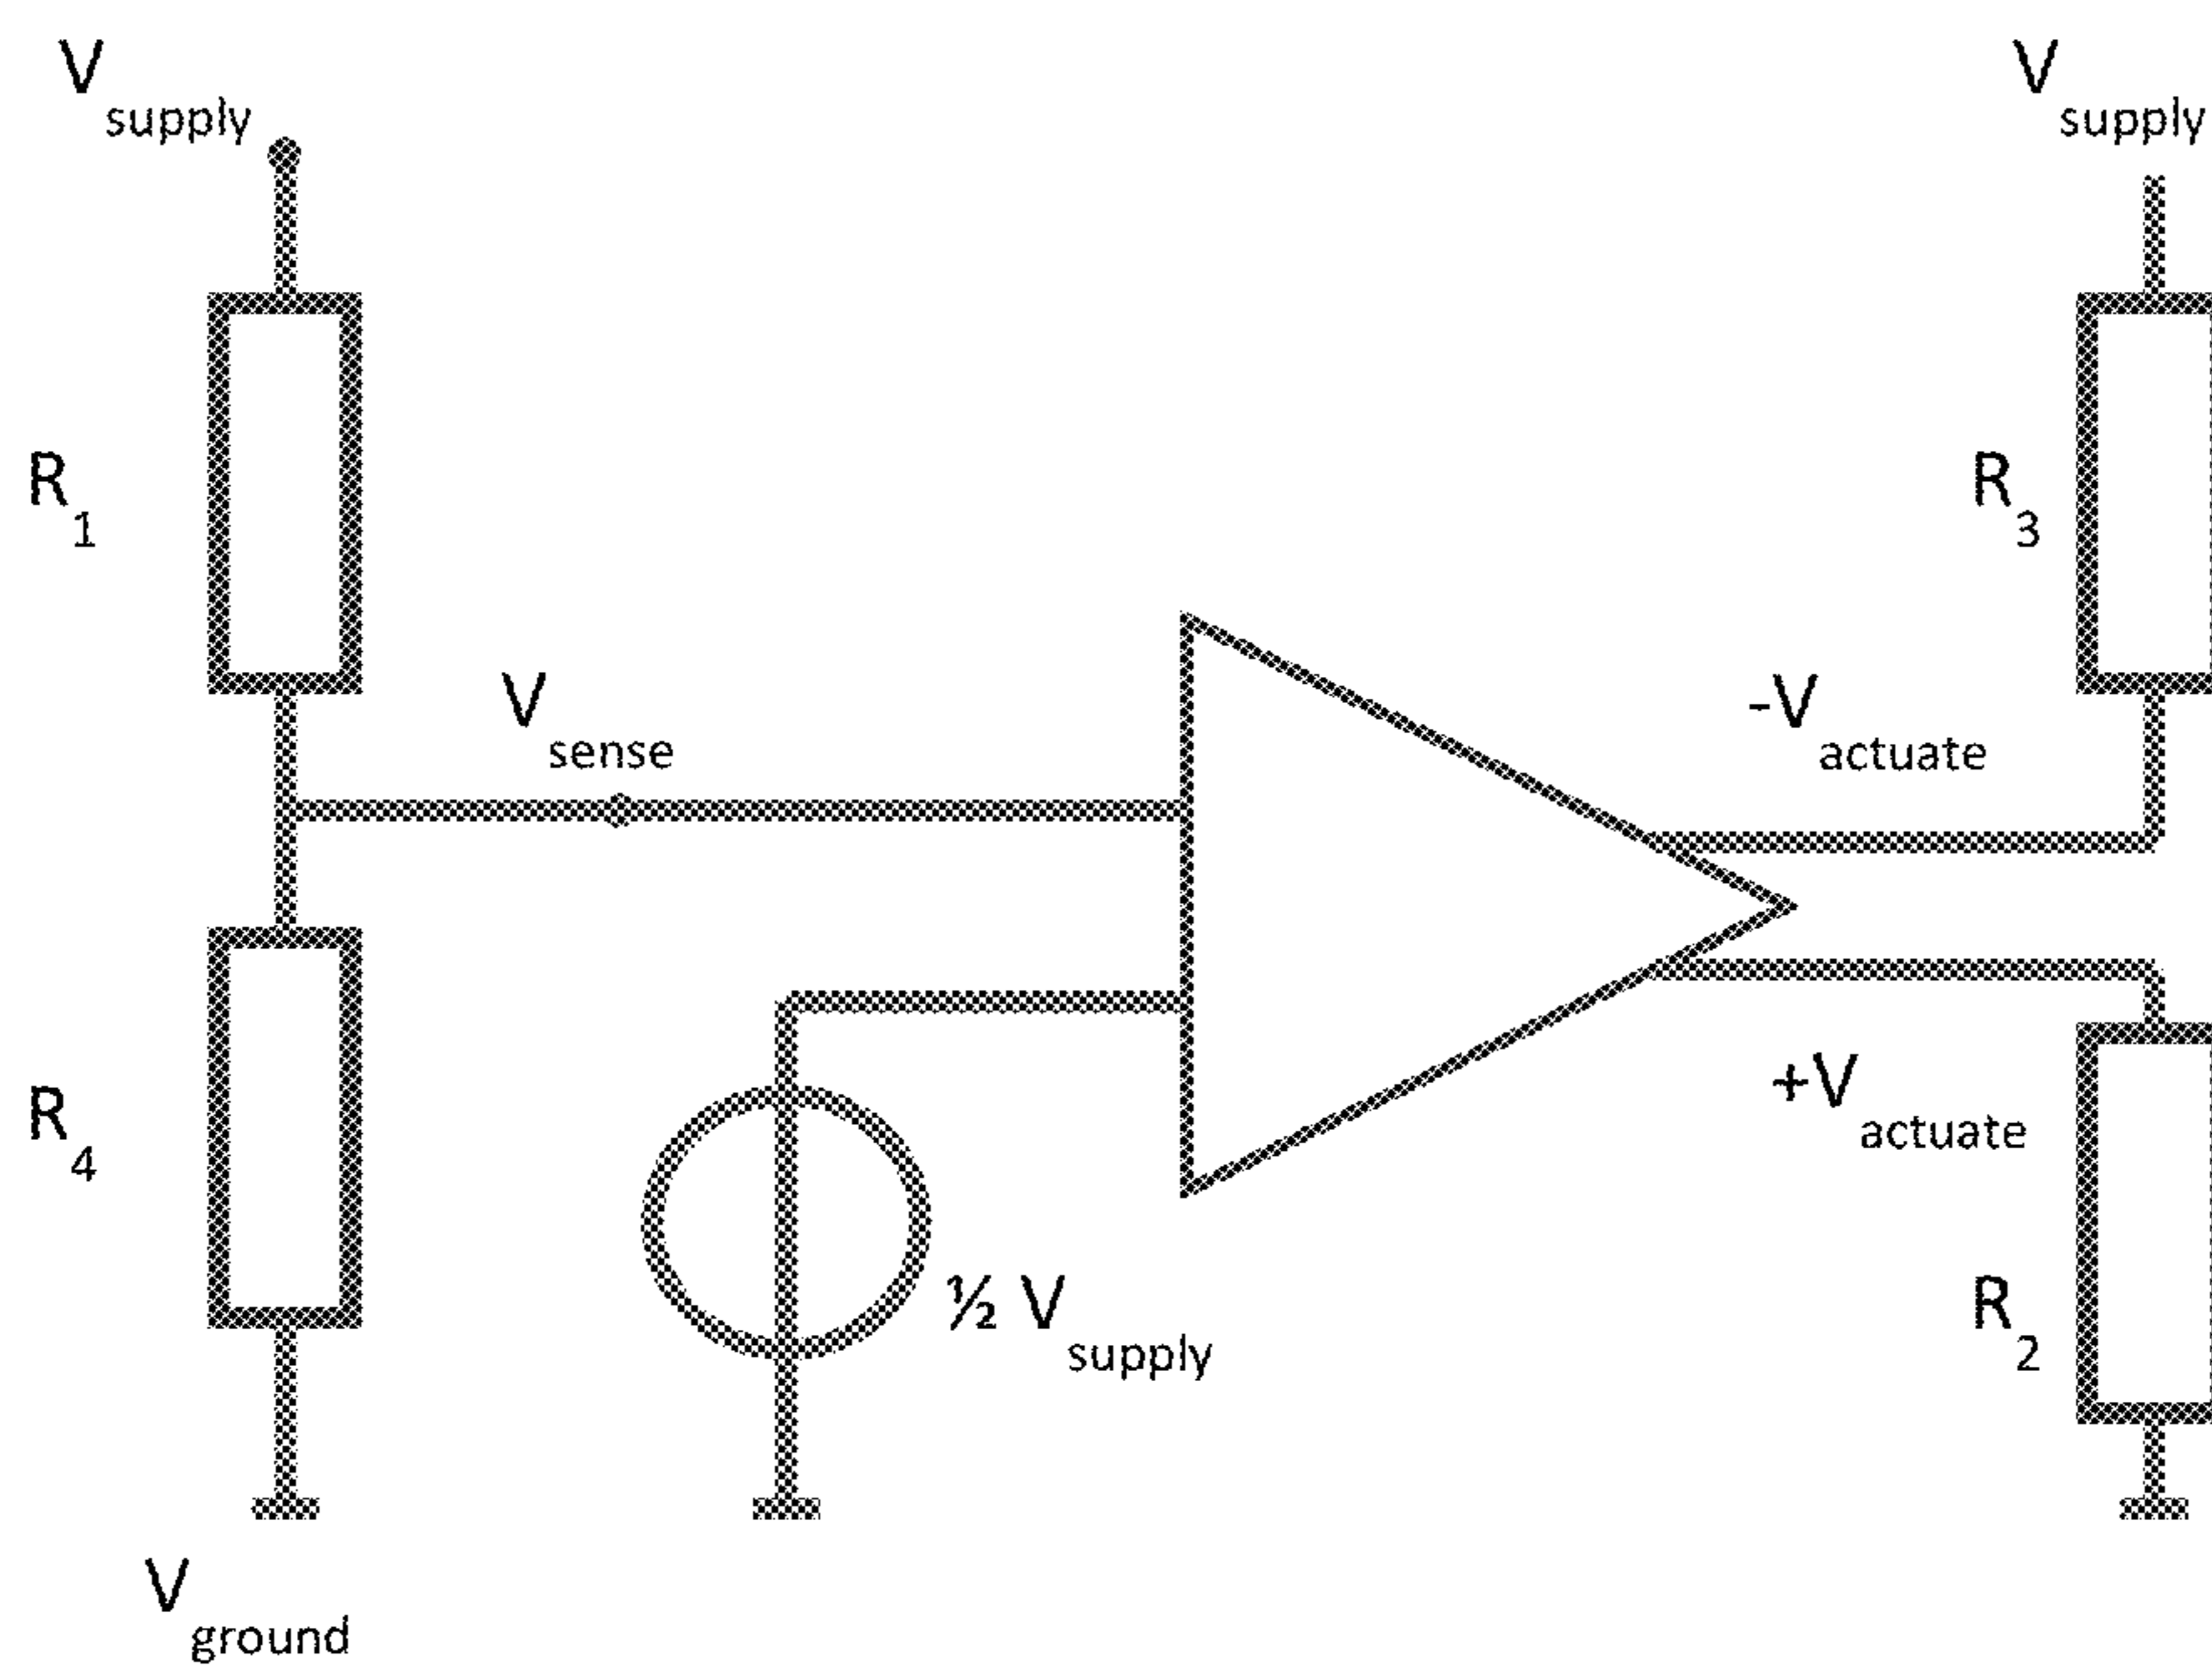 V supply
V supply
R 1
R 3
V sense
-V actuate
R 4
+V actuate
½ V supply
R 2
V ground